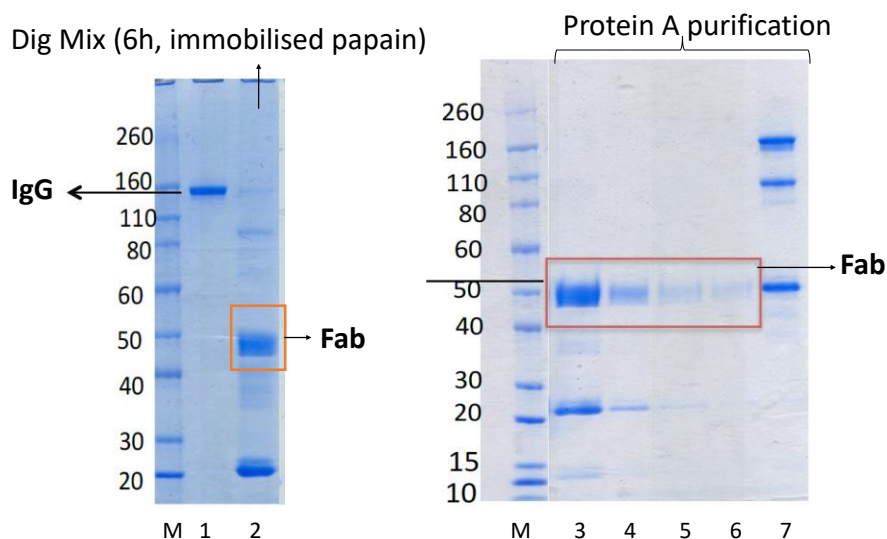 Dig Mix (6h, immobilised papain)
Protein A purification
IgG
260
160
110
80
60
50
40
30
20
Fab
M 1 2
260
160
110
80
60
50
40
30
20
15
10
Fab
M 3 4 5 6 7